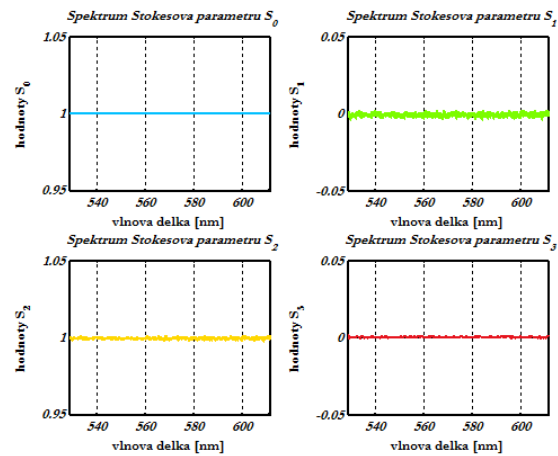 Spektrum Stokesova parametru S0 Spektrum Stokesova parametru S1
1.05 0.05
hodnoty S0 hodnoty S1
1 0
0.95 -0.05
540 560 580 600 540 560 580 600
vlnova delka [nm] vlnova delka [nm]
Spektrum Stokesova parametru S2 Spektrum Stokesova parametru S3
1.05 0.05
hodnoty S2 hodnoty S3
1 0
0.95 -0.05
540 560 580 600 540 560 580 600
vlnova delka [nm] vlnova delka [nm]